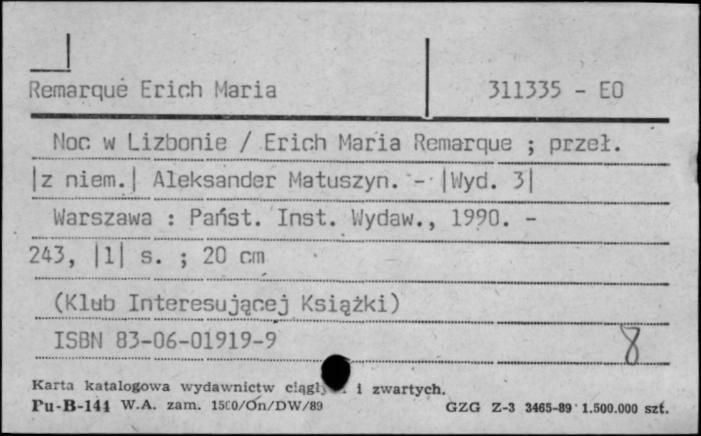 Remarque Erich Maria 311335 - EO
Noc w Lizbonie / Erich Maria Remarque ; przeł.
|z niem.| Aleksander Matuszyn. - |Wyd. 3|
Warszawa : Państ. Inst. Wydaw., 1990. -
243, |1| s. ; 20 cm
(Klub Interesującej Książki)
ISBN 83-06-01919-9
8
Karta katalogowa wydawnictw i zwartych.
Pu-B-144 W.A. zam. 1500/On/DW/89 GZG Z-3 3465-89 1.500.000 szt.